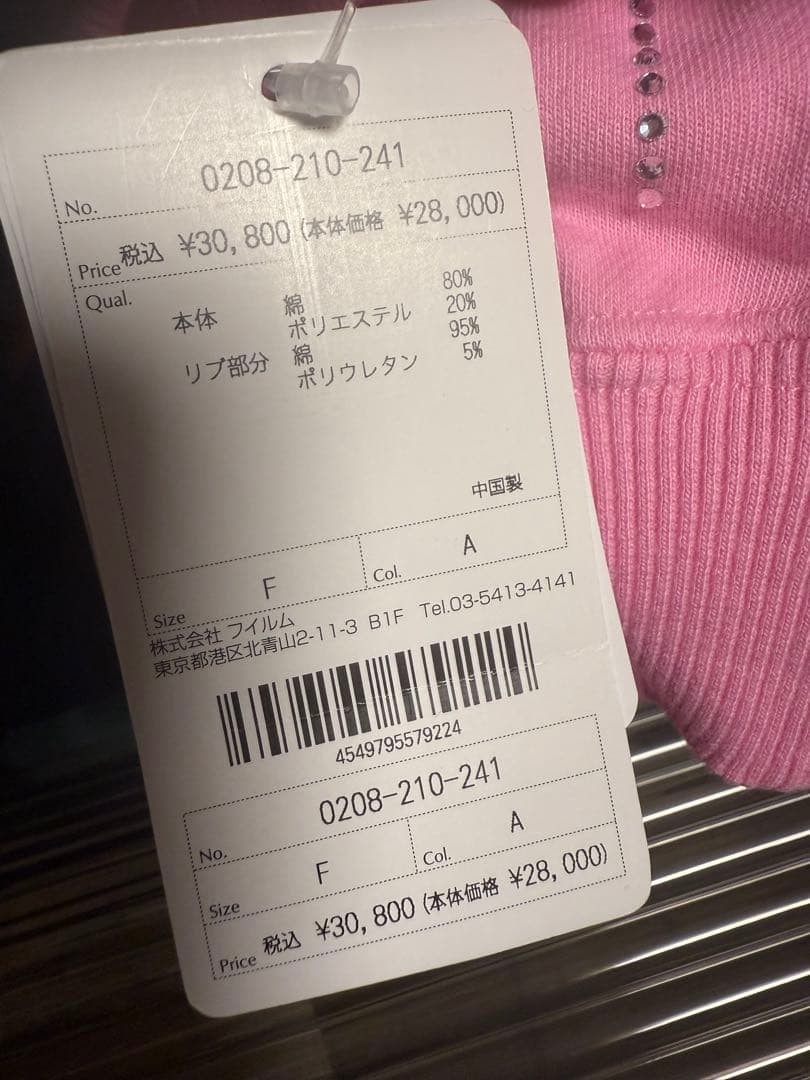 No. 0208-210-241
Price 税込 ¥30,800 (本体価格 ¥28,000)
Qual.
本体 綿 80%
ポリエステル 20%
リブ部分 綿 95%
ポリウレタン 5%
中国製
Size F Col. A
株式会社 フイルム
東京都港区北青山2-11-3 B1F Tel.03-5413-4141
4549795579224
No. 0208-210-241
Size F Col. A
Price 税込 ¥30,800 (本体価格 ¥28,000)